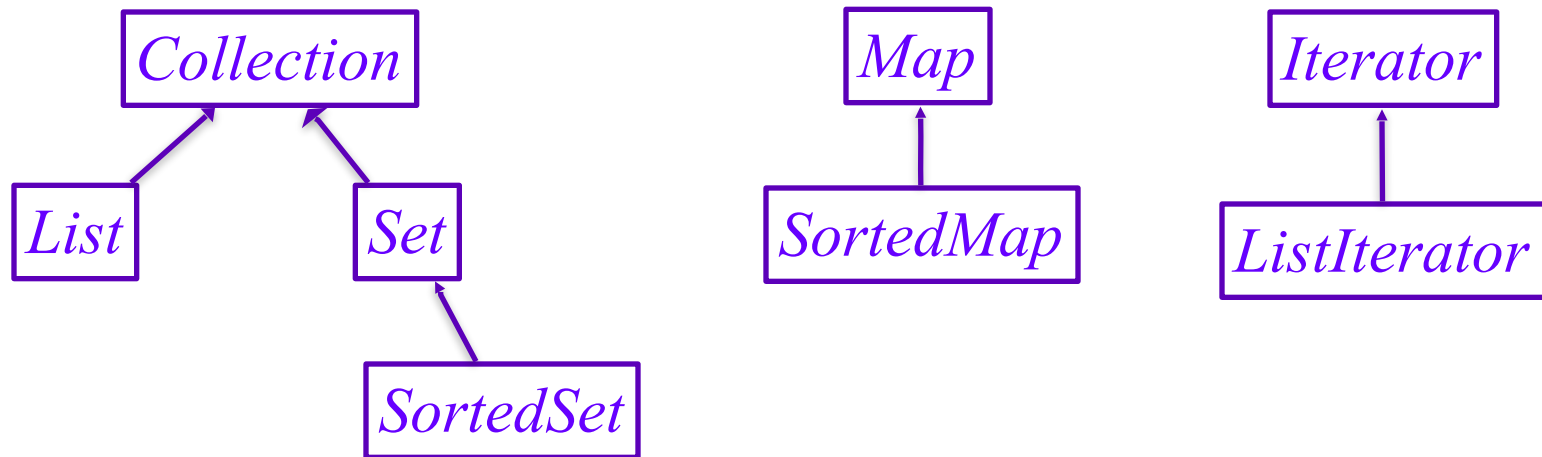 Collection
Map
Iterator
List
Set
SortedMap
ListIterator
SortedSet